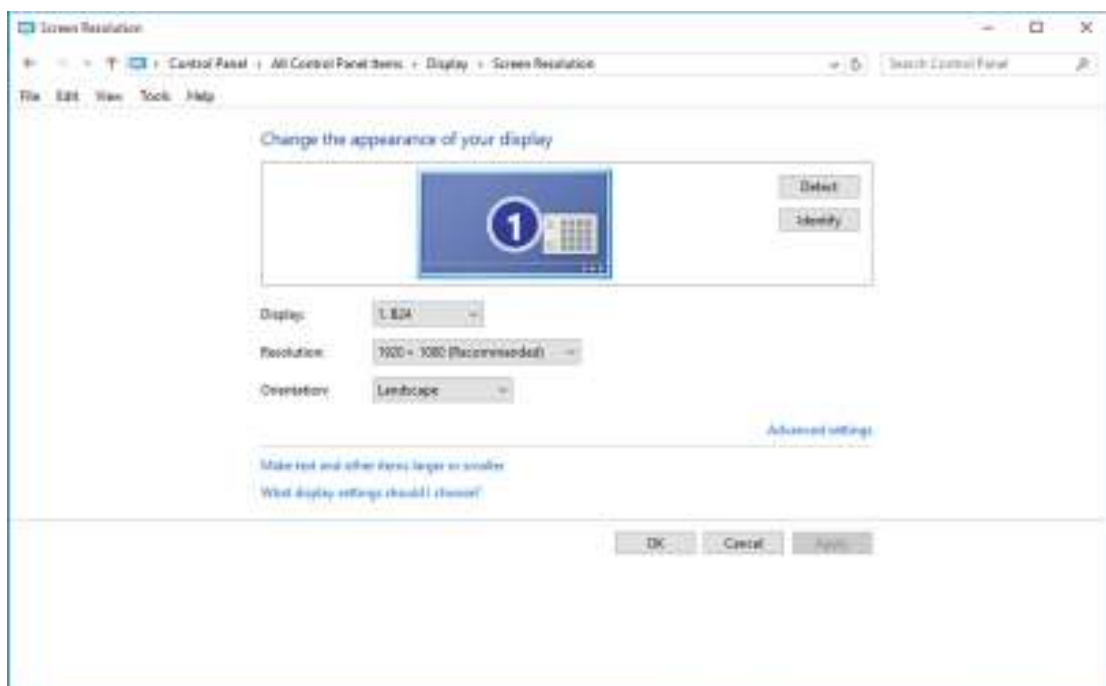 Screen Resolution
Control Panel › All Control Panel Items › Display › Screen Resolution
Search Control Panel
File Edit View Tools Help
Change the appearance of your display
1
Detect
Identify
Display:
1. B24
Resolution:
1920 × 1080 (Recommended)
Orientation:
Landscape
Advanced settings
Make text and other items larger or smaller
What display settings should I choose?
OK Cancel Apply